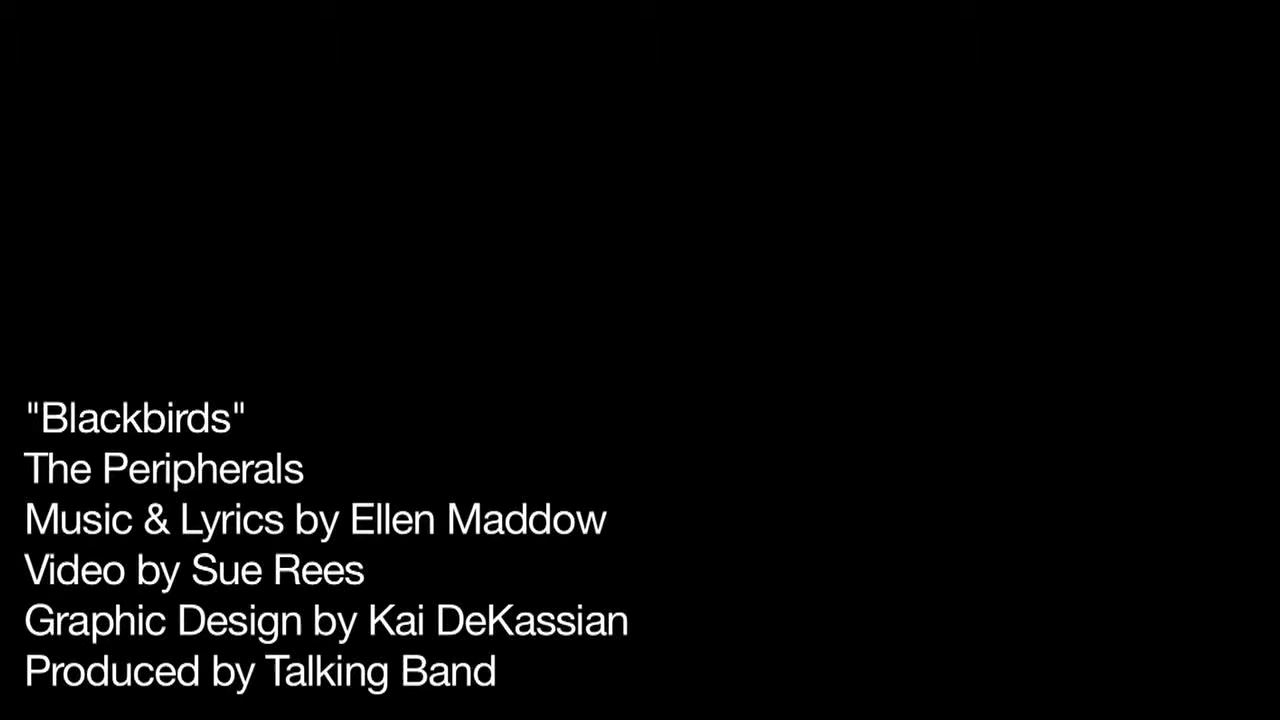 "Blackbirds"
The Peripherals
Music & Lyrics by Ellen Maddow
Video by Sue Rees
Graphic Design by Kai DeKassian
Produced by Talking Band